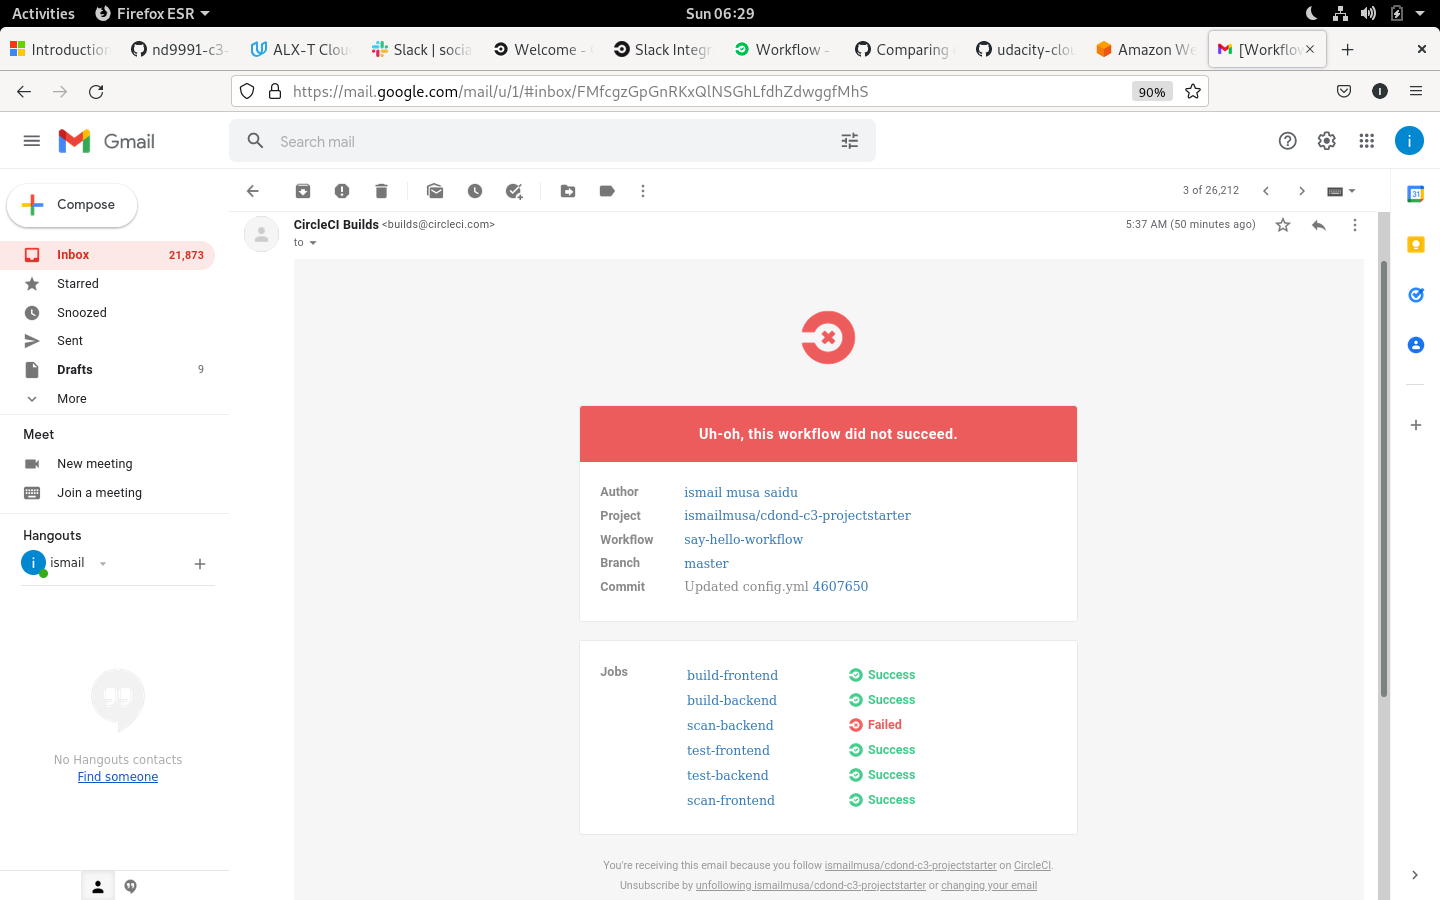 Activities Firefox ESR Sun 06:29
Introduction nd9991-c3- ALX-T Clou Slack | socia Welcome - Slack Integr Workflow - Comparing udacity-clou Amazon We [Workflow
https://mail.google.com/mail/u/1/#inbox/FMfcgzGpGnRKxQlNSGhLfdhZdwggfMhS 90%
Gmail Search mail i
Compose 3 of 26,212
Inbox 21,873
Starred
Snoozed
Sent
Drafts 9
More
Meet
New meeting
Join a meeting
Hangouts
i ismail
No Hangouts contacts
Find someone
CircleCI Builds <builds@circleci.com> 5:37 AM (50 minutes ago)
to
Uh-oh, this workflow did not succeed.
Author ismail musa saidu
Project ismailmusa/cdond-c3-projectstarter
Workflow say-hello-workflow
Branch master
Commit Updated config.yml 4607650
Jobs build-frontend Success
build-backend Success
scan-backend Failed
test-frontend Success
test-backend Success
scan-frontend Success
You're receiving this email because you follow ismailmusa/cdond-c3-projectstarter on CircleCI.
Unsubscribe by unfollowing ismailmusa/cdond-c3-projectstarter or changing your email